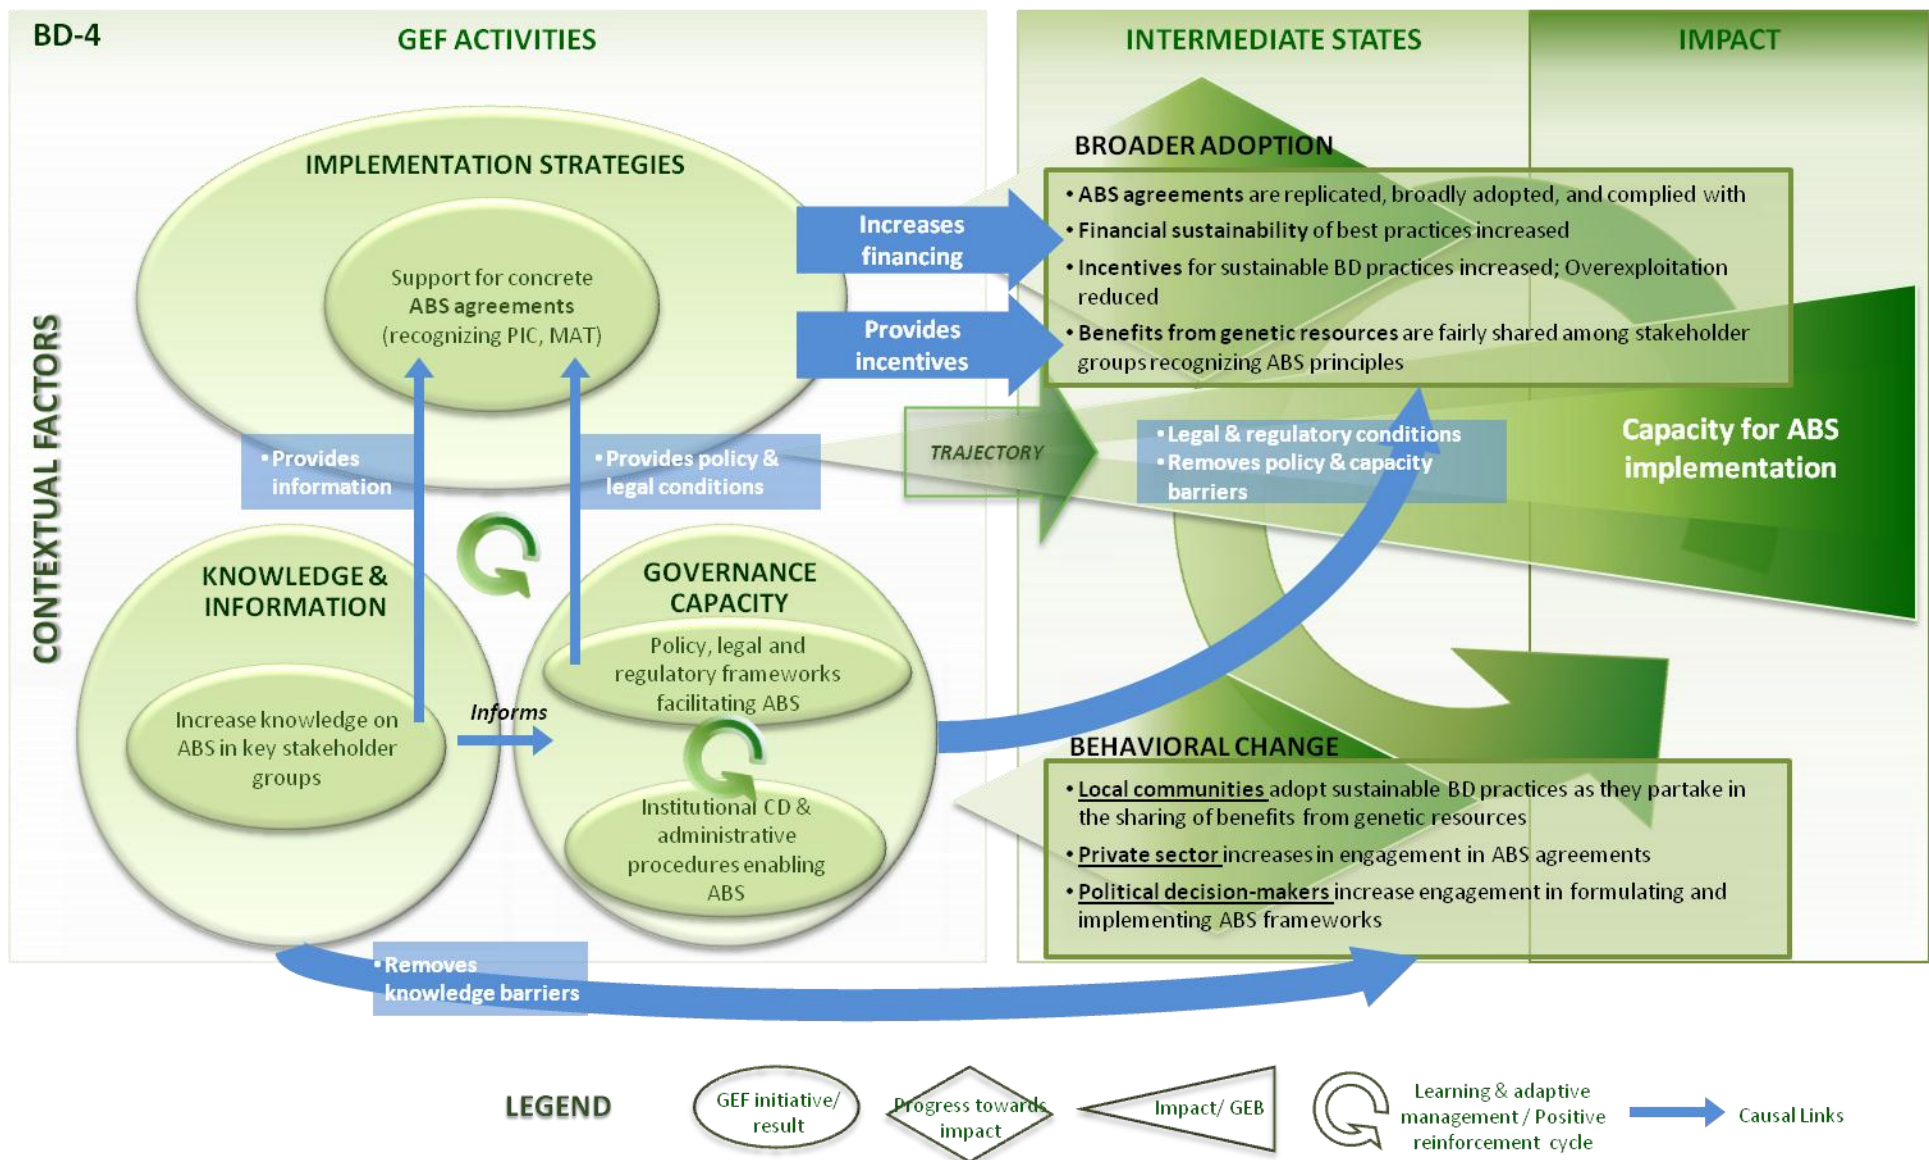 BD-4
GEF ACTIVITIES
INTERMEDIATE STATES
IMPACT
CONTEXTUAL FACTORS
IMPLEMENTATION STRATEGIES
Support for concrete
ABS agreements
(recognizing PIC, MAT)
Increases
financing
Provides
incentives
BROADER ADOPTION
• ABS agreements are replicated, broadly adopted, and complied with
• Financial sustainability of best practices increased
• Incentives for sustainable BD practices increased; Overexploitation
reduced
• Benefits from genetic resources are fairly shared among stakeholder
groups recognizing ABS principles
• Provides
information
• Provides policy &
legal conditions
TRAJECTORY
• Legal & regulatory conditions
• Removes policy & capacity
barriers
Capacity for ABS
implementation
KNOWLEDGE &
INFORMATION
Increase knowledge on
ABS in key stakeholder
groups
Informs
GOVERNANCE
CAPACITY
Policy, legal and
regulatory frameworks
facilitating ABS
Institutional CD &
administrative
procedures enabling
ABS
BEHAVIORAL CHANGE
• Local communities adopt sustainable BD practices as they partake in
the sharing of benefits from genetic resources
• Private sector increases in engagement in ABS agreements
• Political decision-makers increase engagement in formulating and
implementing ABS frameworks
• Removes
knowledge barriers
LEGEND
GEF initiative/
result
Progress towards
impact
Impact/ GEB
Learning & adaptive
management / Positive
reinforcement cycle
Causal Links